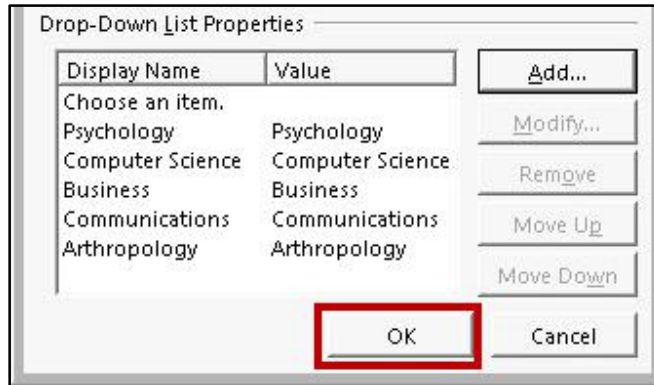 Drop-Down List Properties
Display Name Value
Add...
Choose an item.
Psychology Psychology
Modify...
Computer Science Computer Science
Remove
Business Business
Communications Communications
Move Up
Arthropology Arthropology
Move Down
OK Cancel